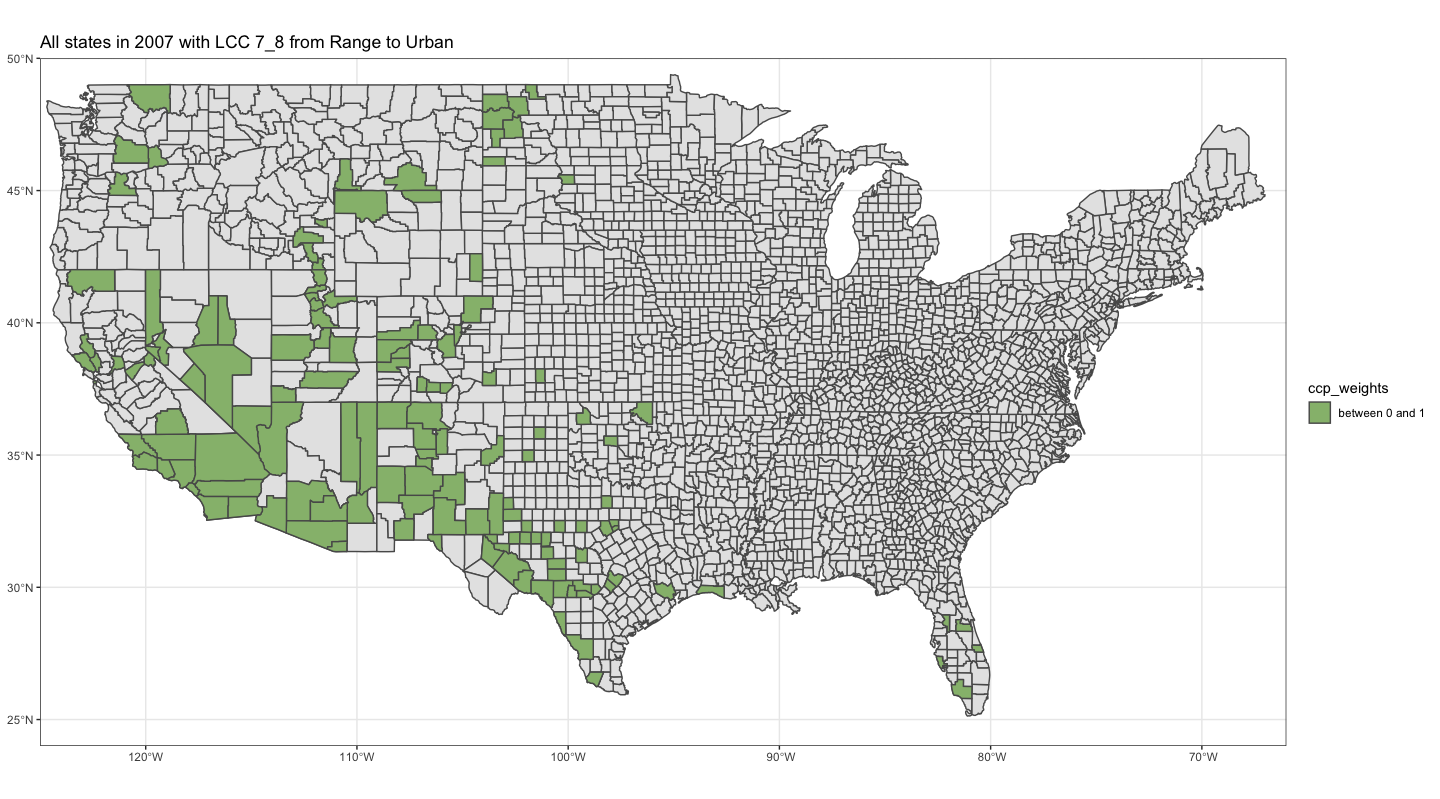 All states in 2007 with LCC 7_8 from Range to Urban
50°N
45°N
40°N
35°N
30°N
25°N
120°W 110°W 100°W 90°W 80°W 70°W
ccp_weights
between 0 and 1